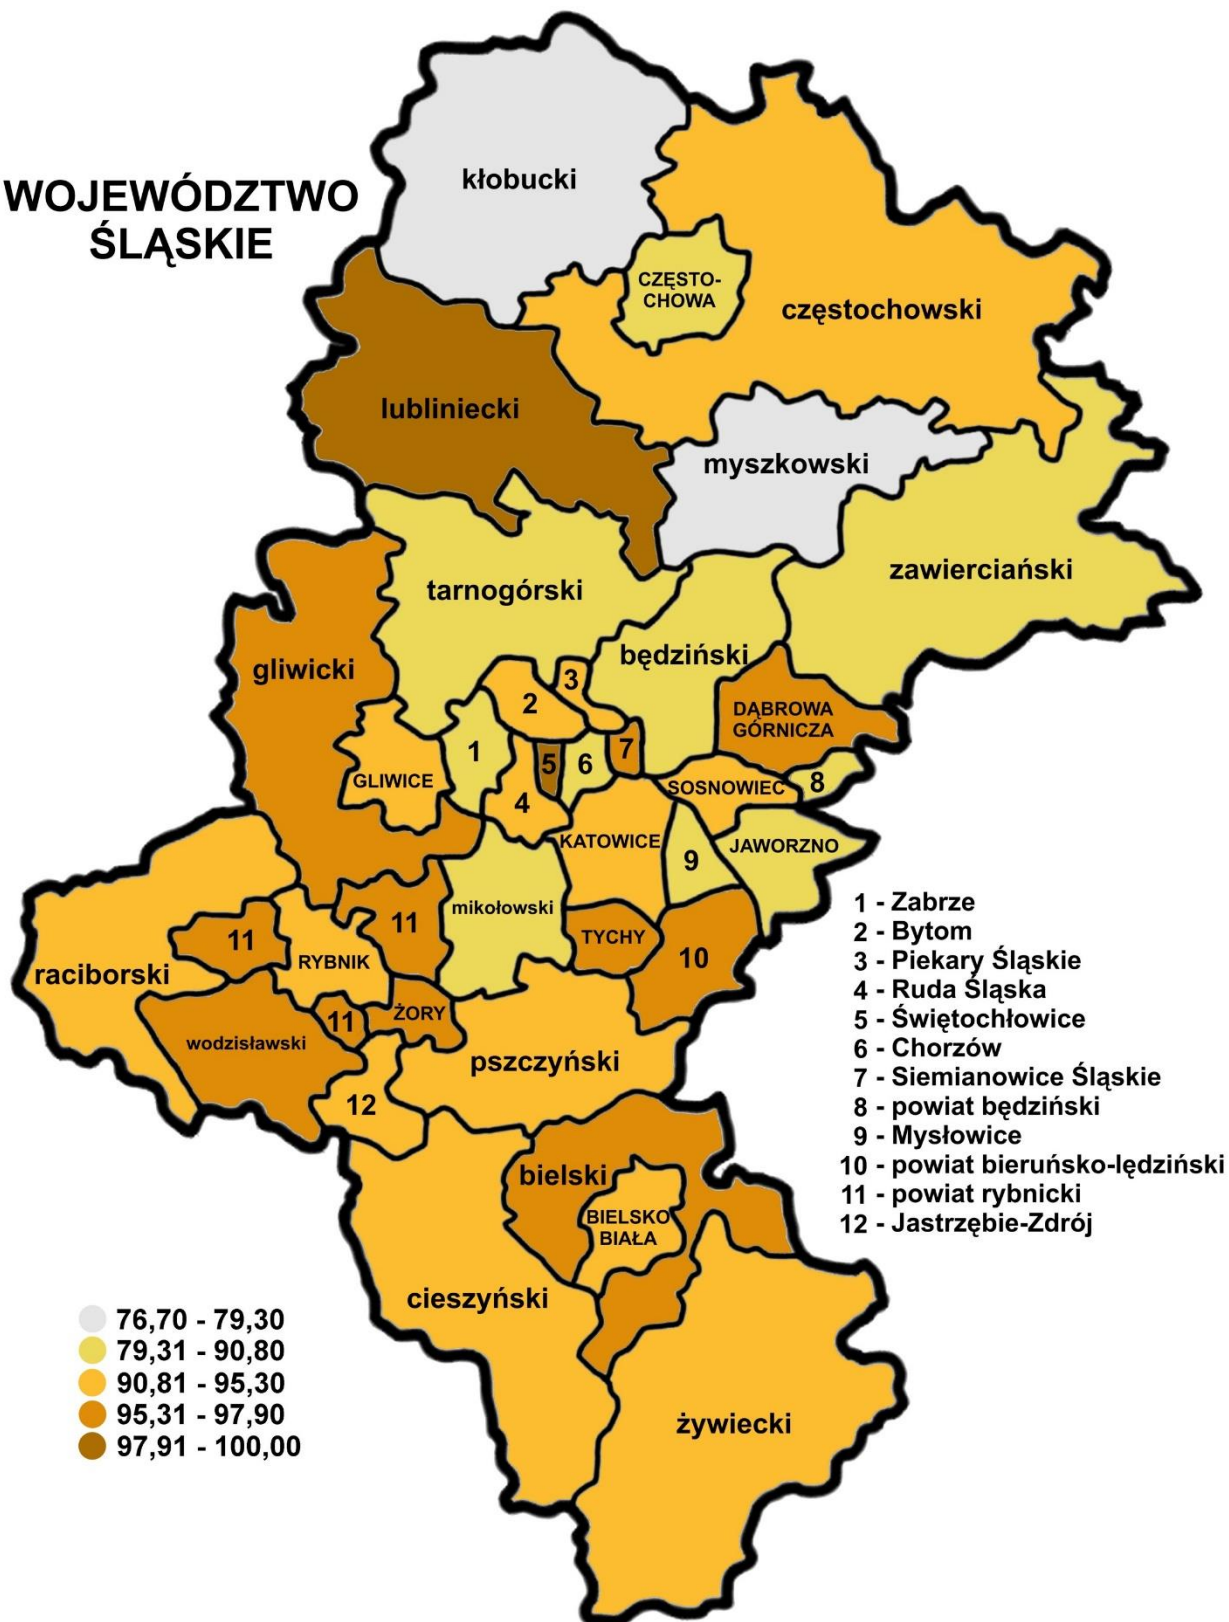 WOJEWÓDZTWO
ŚLĄSKIE
kłobucki
CZĘSTO-
CHOWA
częstochowski
lubliniecki
myszkowski
zawierciański
tarnogórski
będziński
gliwicki
3
2
DĄBROWA
GÓRNICZA
1
7
5
6
GLIWICE
8
SOSNOWIEC
4
KATOWICE
JAWORZNO
9
mikołowski
11
TYCHY
11
RYBNIK
10
raciborski
11
ŻORY
wodzisławski
pszczyński
12
bielski
BIELSKO
BIAŁA
cieszyński
żywiecki
1 - Zabrze
2 - Bytom
3 - Piekary Śląskie
4 - Ruda Śląska
5 - Świętochłowice
6 - Chorzów
7 - Siemianowice Śląskie
8 - powiat będziński
9 - Mysłowice
10 - powiat bieruńsko-lędziński
11 - powiat rybnicki
12 - Jastrzębie-Zdrój
76,70 - 79,30
79,31 - 90,80
90,81 - 95,30
95,31 - 97,90
97,91 - 100,00